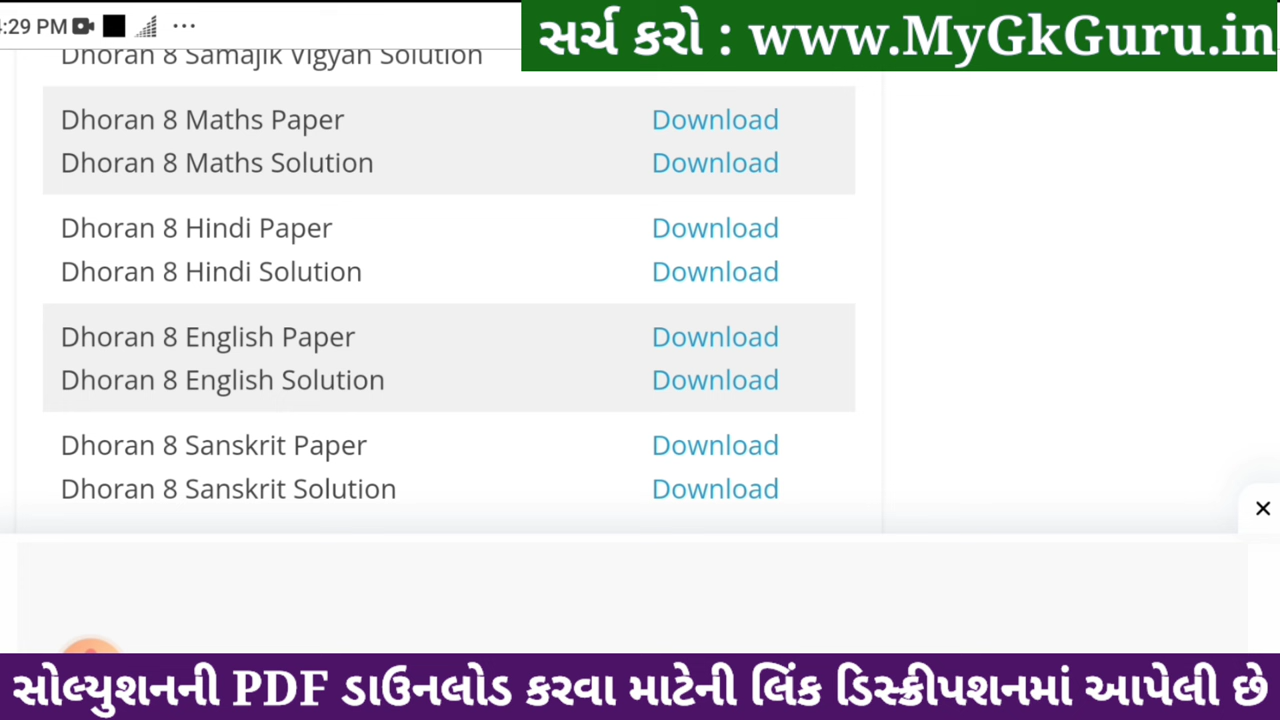 :29 PM
સર્ચ કરો : www.MyGkGuru.in
Dhoran 8 Samajik Vigyan Solution
Dhoran 8 Maths Paper Download
Dhoran 8 Maths Solution Download
Dhoran 8 Hindi Paper Download
Dhoran 8 Hindi Solution Download
Dhoran 8 English Paper Download
Dhoran 8 English Solution Download
Dhoran 8 Sanskrit Paper Download
Dhoran 8 Sanskrit Solution Download
સોલ્યુશનની PDF ડાઉનલોડ કરવા માટેની લિંક ડિસ્ક્રીપશનમાં આપેલી છે